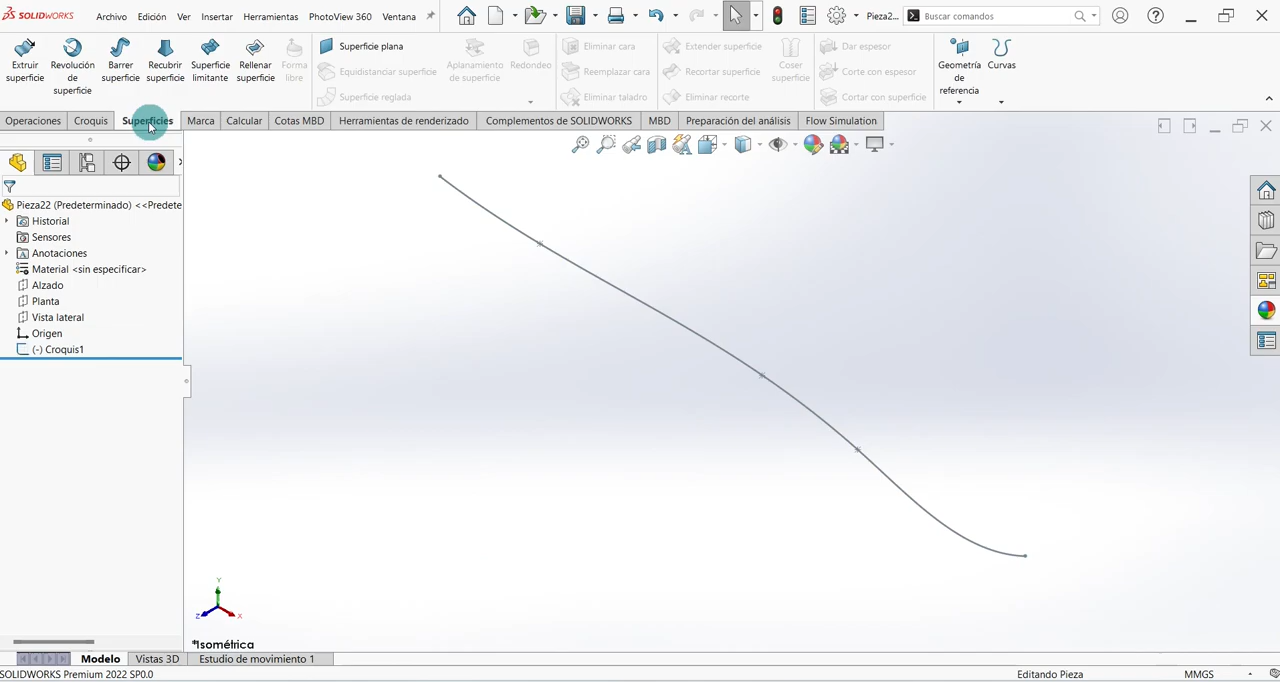 SOLIDWORKS
Archivo Edición Ver Insertar Herramientas PhotoView 360 Ventana
Pieza2... Buscar comandos
Extruir superficie
Revolución de superficie
Barrer superficie
Recubrir superficie
Superficie limitante
Rellenar superficie
Forma libre
Superficie plana
Equidistanciar superficie
Superficie reglada
Aplanamiento de superficie
Redondeo
Eliminar cara
Reemplazar cara
Eliminar taladro
Extender superficie
Recortar superficie
Eliminar recorte
Coser superficie
Dar espesor
Corte con espesor
Cortar con superficie
Geometría de referencia
Curvas
Operaciones Croquis Superficies Marca Calcular Cotas MBD Herramientas de renderizado Complementos de SOLIDWORKS MBD Preparación del análisis Flow Simulation
Pieza22 (Predeterminado) <<Predete
Historial
Sensores
Anotaciones
Material <sin especificar>
Alzado
Planta
Vista lateral
Origen
(-) Croquis1
Y
Z X
*Isométrica
Modelo Vistas 3D Estudio de movimiento 1
SOLIDWORKS Premium 2022 SP0.0 Editando Pieza MMGS